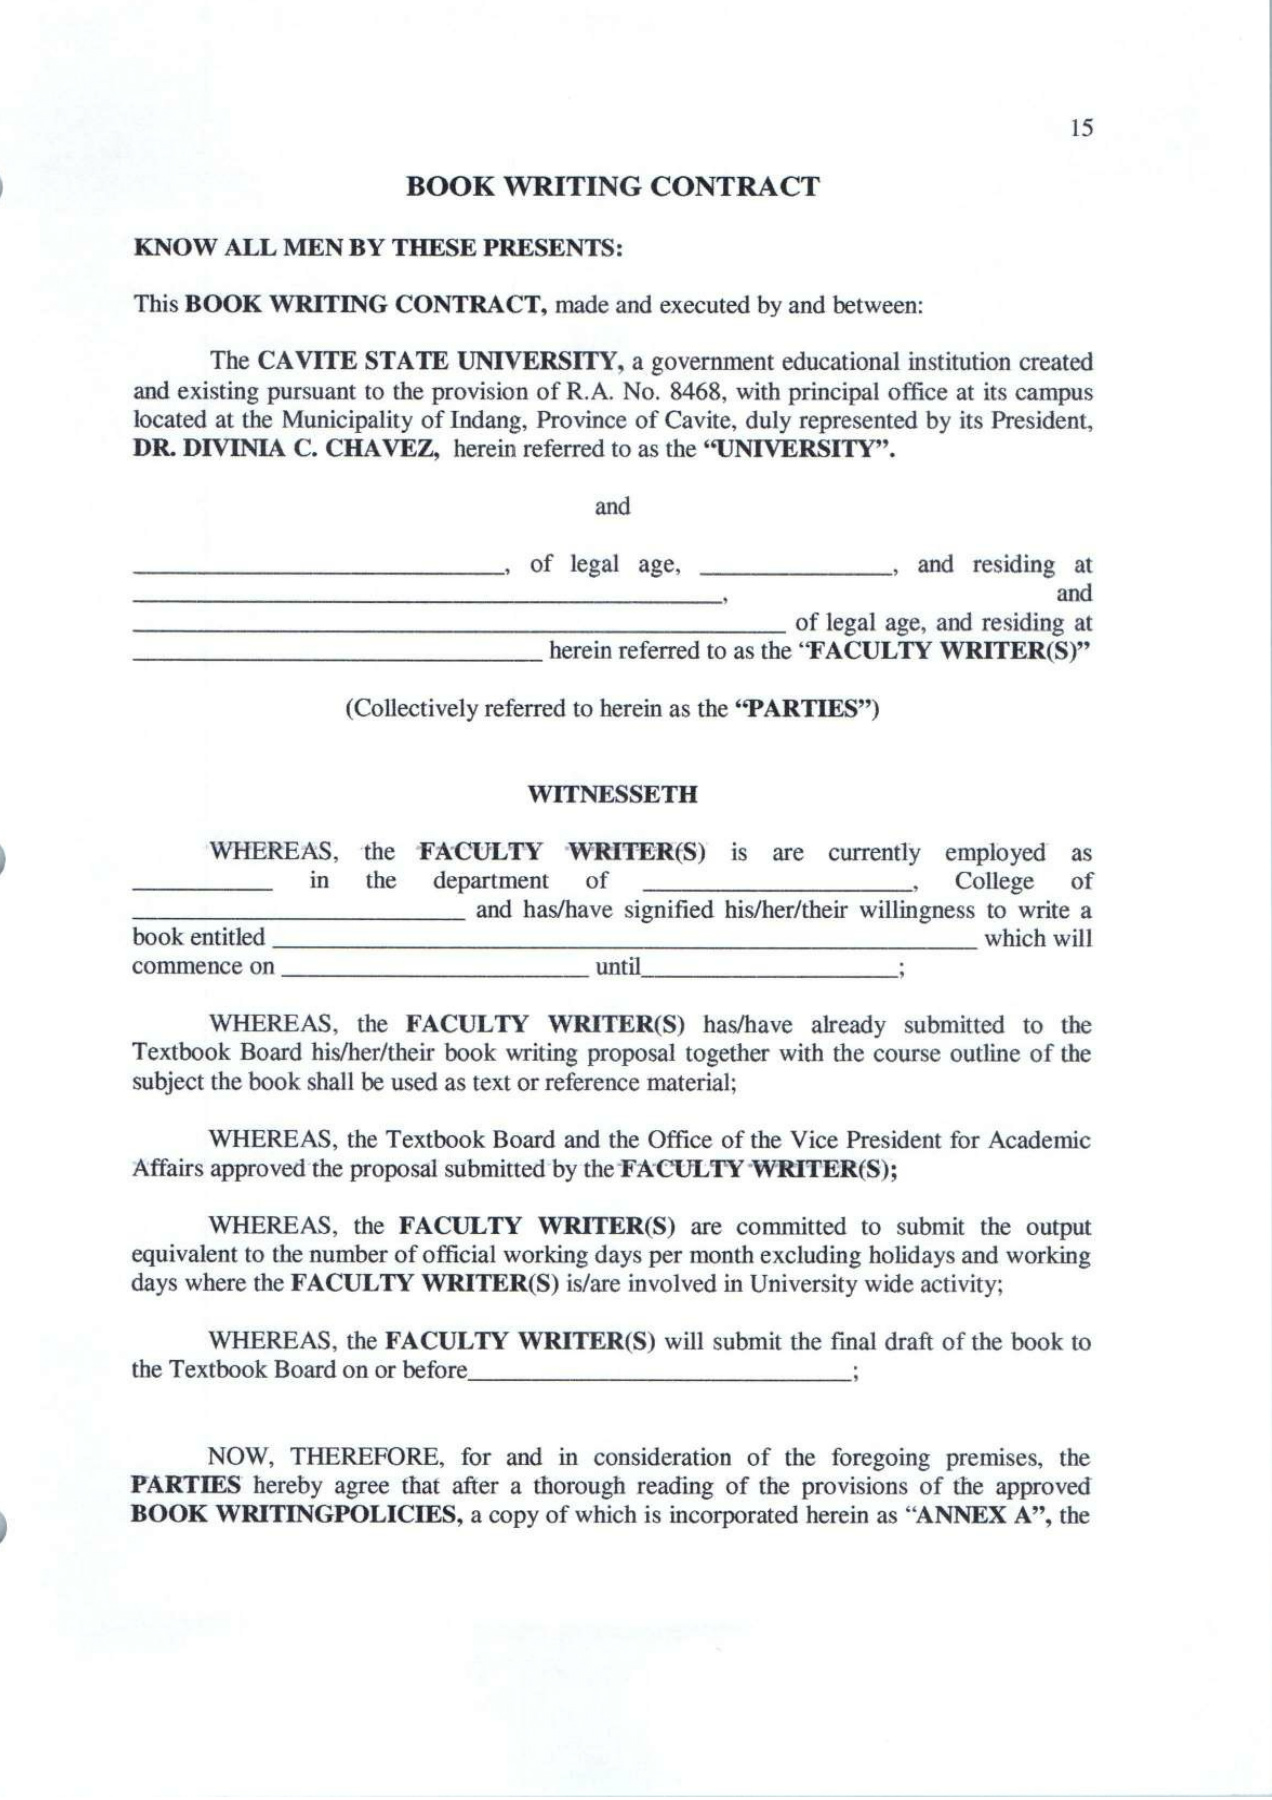 15
BOOK WRITING CONTRACT
KNOW ALL MEN BY THESE PRESENTS:
This BOOK WRITING CONTRACT, made and executed by and between:
The CAVITE STATE UNIVERSITY, a government educational institution created
and existing pursuant to the provision of R.A. No. 8468, with principal office at its campus
located at the Municipality of Indang, Province of Cavite, duly represented by its President,
DR. DIVINIA C. CHAVEZ, herein referred to as the “UNIVERSITY”.
and
____________________, of legal age, ____________, and residing at
____________________, and
____________________ of legal age, and residing at
____________________ herein referred to as the “FACULTY WRITER(S)”
(Collectively referred to herein as the “PARTIES”)
WITNESSETH
WHEREAS, the FACULTY WRITER(S) is are currently employed as
__________ in the department of ____________________, College of
____________________ and has/have signified his/her/their willingness to write a
book entitled ____________________ which will
commence on ____________________ until____________________;
WHEREAS, the FACULTY WRITER(S) has/have already submitted to the
Textbook Board his/her/their book writing proposal together with the course outline of the
subject the book shall be used as text or reference material;
WHEREAS, the Textbook Board and the Office of the Vice President for Academic
Affairs approved the proposal submitted by the FACULTY WRITER(S);
WHEREAS, the FACULTY WRITER(S) are committed to submit the output
equivalent to the number of official working days per month excluding holidays and working
days where the FACULTY WRITER(S) is/are involved in University wide activity;
WHEREAS, the FACULTY WRITER(S) will submit the final draft of the book to
the Textbook Board on or before____________________;
NOW, THEREFORE, for and in consideration of the foregoing premises, the
PARTIES hereby agree that after a thorough reading of the provisions of the approved
BOOK WRITINGPOLICIES, a copy of which is incorporated herein as “ANNEX A”, the